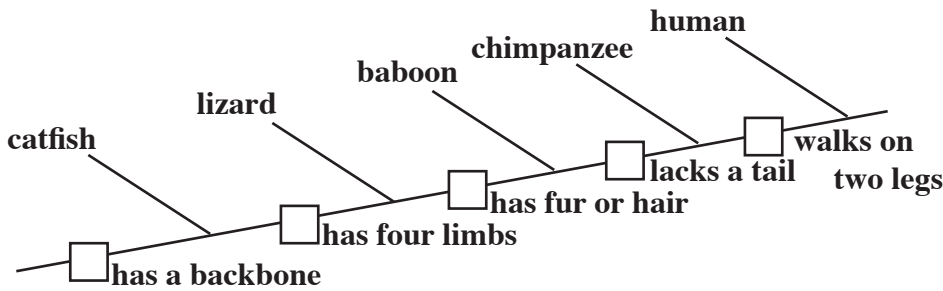 human
chimpanzee
baboon
lizard
catfish
walks on
two legs
lacks a tail
has fur or hair
has four limbs
has a backbone